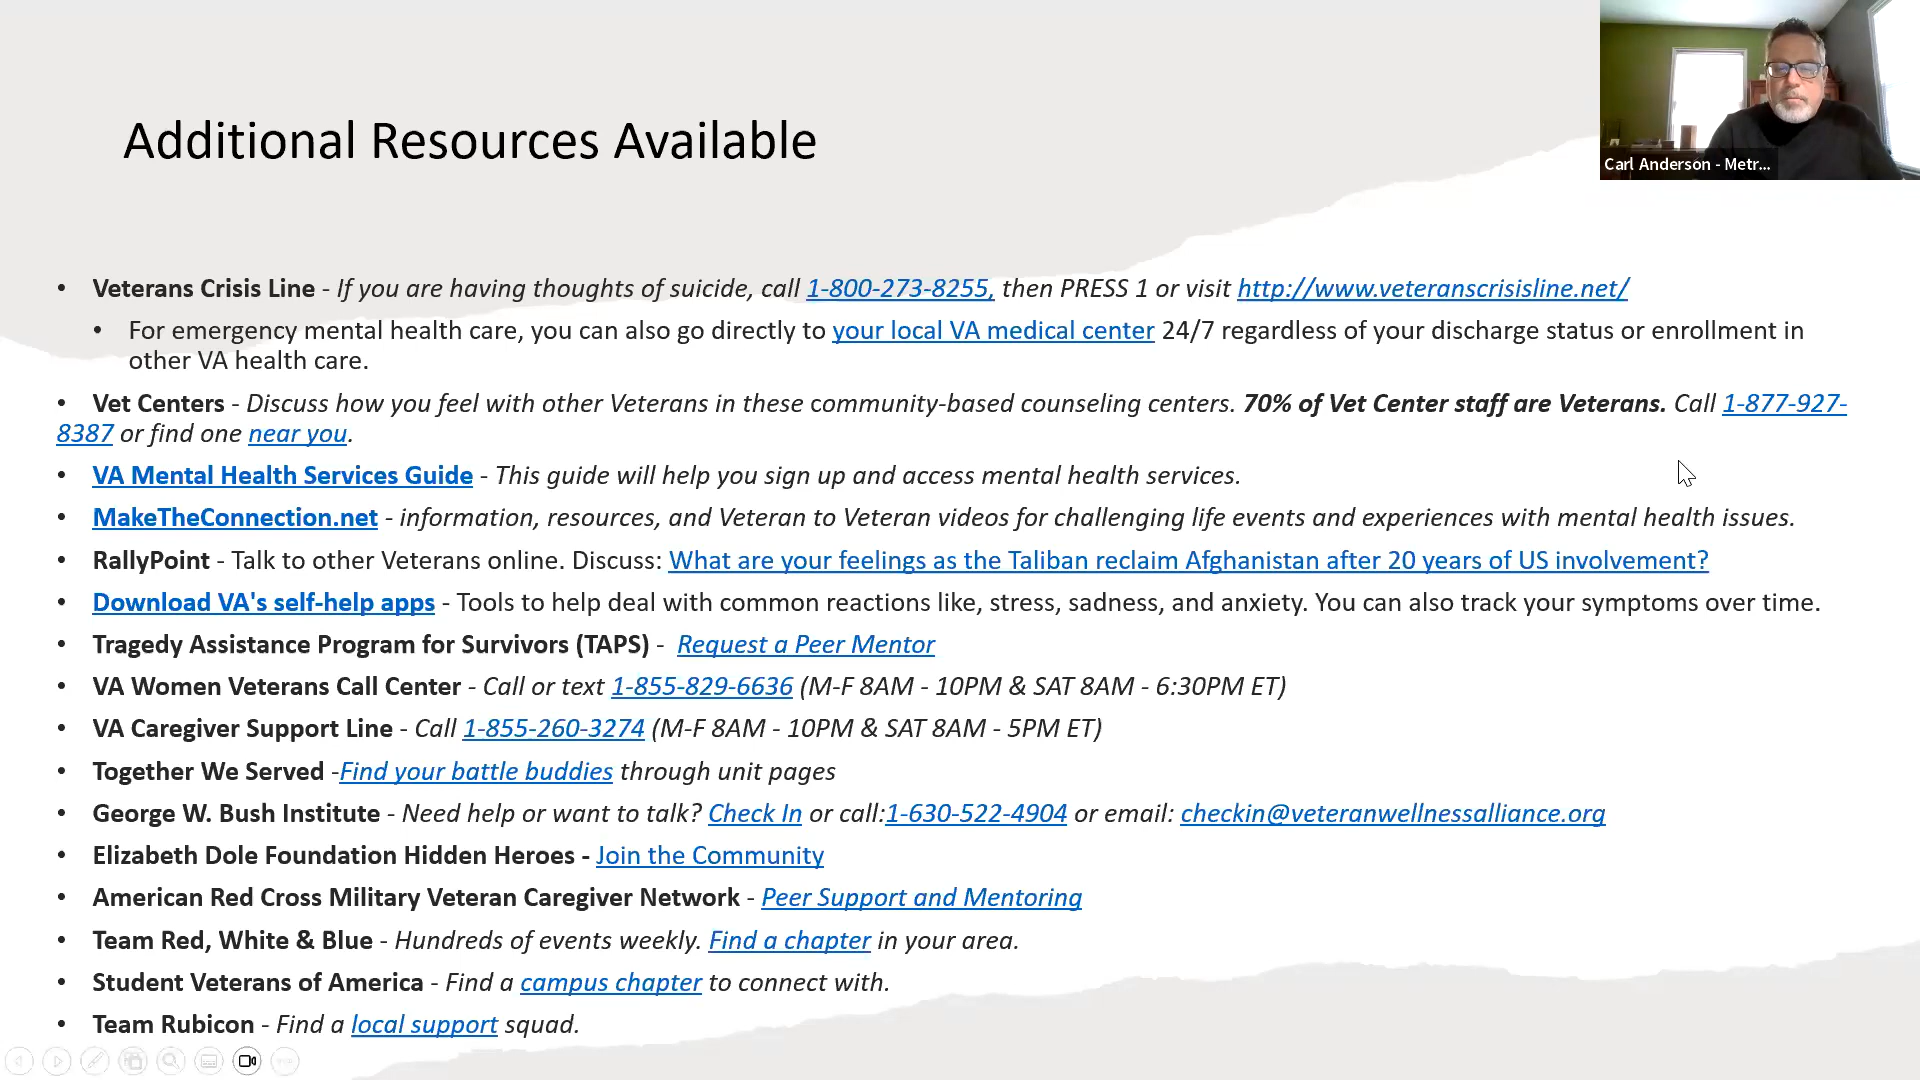 Additional Resources Available
Carl Anderson - Metr...
• Veterans Crisis Line - If you are having thoughts of suicide, call 1-800-273-8255, then PRESS 1 or visit http://www.veteranscrisisline.net/
• For emergency mental health care, you can also go directly to your local VA medical center 24/7 regardless of your discharge status or enrollment in
other VA health care.
• Vet Centers - Discuss how you feel with other Veterans in these community-based counseling centers. 70% of Vet Center staff are Veterans. Call 1-877-927-
8387 or find one near you.
• VA Mental Health Services Guide - This guide will help you sign up and access mental health services.
• MakeTheConnection.net - information, resources, and Veteran to Veteran videos for challenging life events and experiences with mental health issues.
• RallyPoint - Talk to other Veterans online. Discuss: What are your feelings as the Taliban reclaim Afghanistan after 20 years of US involvement?
• Download VA's self-help apps - Tools to help deal with common reactions like, stress, sadness, and anxiety. You can also track your symptoms over time.
• Tragedy Assistance Program for Survivors (TAPS) - Request a Peer Mentor
• VA Women Veterans Call Center - Call or text 1-855-829-6636 (M-F 8AM - 10PM & SAT 8AM - 6:30PM ET)
• VA Caregiver Support Line - Call 1-855-260-3274 (M-F 8AM - 10PM & SAT 8AM - 5PM ET)
• Together We Served -Find your battle buddies through unit pages
• George W. Bush Institute - Need help or want to talk? Check In or call:1-630-522-4904 or email: checkin@veteranwellnessalliance.org
• Elizabeth Dole Foundation Hidden Heroes - Join the Community
• American Red Cross Military Veteran Caregiver Network - Peer Support and Mentoring
• Team Red, White & Blue - Hundreds of events weekly. Find a chapter in your area.
• Student Veterans of America - Find a campus chapter to connect with.
• Team Rubicon - Find a local support squad.